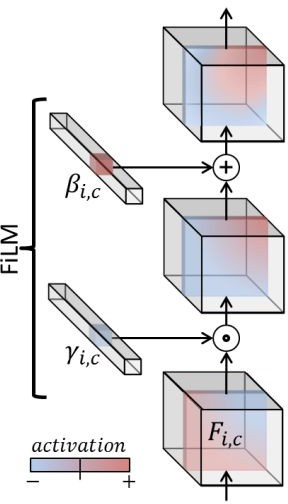 β_{i,c}
+
FiLM
γ_{i,c}
F_{i,c}
activation
− +